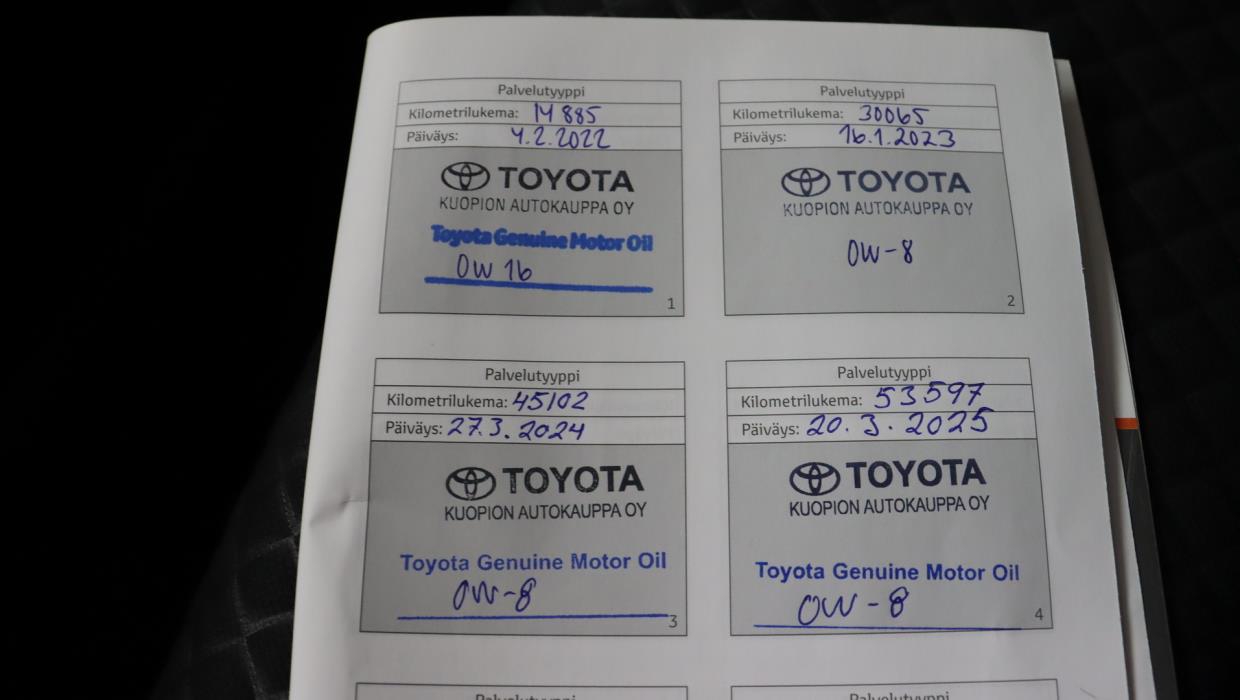 Palvelutyyppi
Kilometrilukema: 14 885
Päiväys: 4.2.2022
TOYOTA
KUOPION AUTOKAUPPA OY
Toyota Genuine Motor Oil
0W 16
1
Palvelutyyppi
Kilometrilukema: 30065
Päiväys: 16.1.2023
TOYOTA
KUOPION AUTOKAUPPA OY
0W-8
2
Palvelutyyppi
Kilometrilukema: 45102
Päiväys: 27.3.2024
TOYOTA
KUOPION AUTOKAUPPA OY
Toyota Genuine Motor Oil
0W-8
3
Palvelutyyppi
Kilometrilukema: 53597
Päiväys: 20.3.2025
TOYOTA
KUOPION AUTOKAUPPA OY
Toyota Genuine Motor Oil
0W-8
4
Palvelutyyppi
Palvelutyyppi